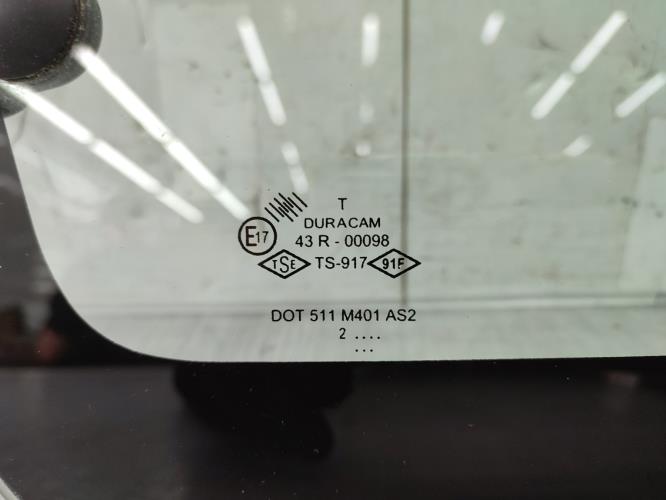 T
DURACAM
E17 43 R - 00098
TSE TS-917 91F
DOT 511 M401 AS2
2 ....
...